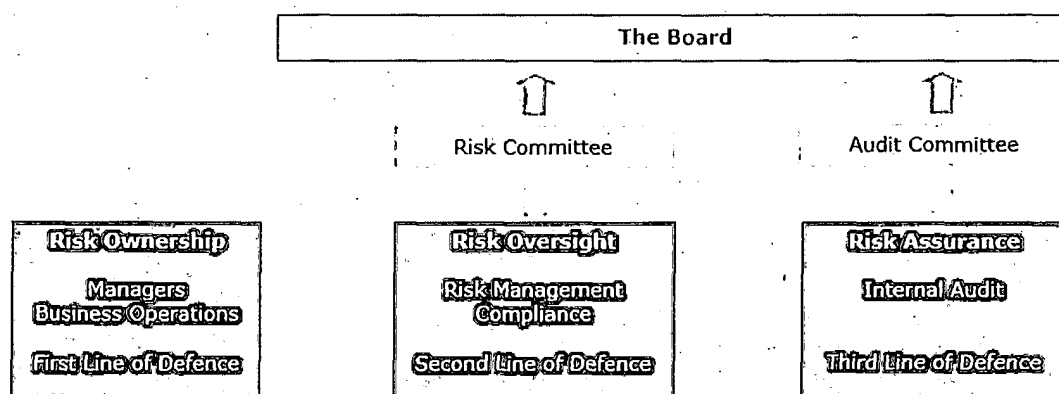 The Board
Risk Committee
Audit Committee
Risk Ownership
Managers
Business Operations
First Line of Defence
Risk Oversight
Risk Management
Compliance
Second Line of Defence
Risk Assurance
Internal Audit
Third Line of Defence